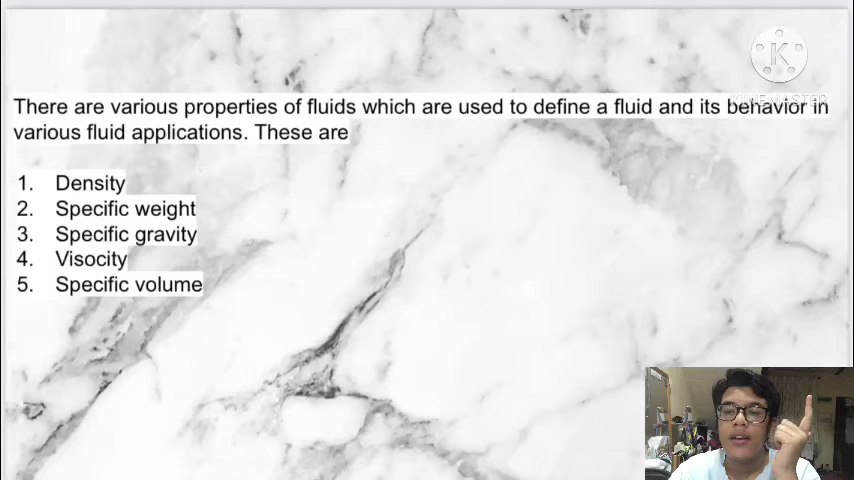 K
KINEMASTER
There are various properties of fluids which are used to define a fluid and its behavior in
various fluid applications. These are
1. Density
2. Specific weight
3. Specific gravity
4. Visocity
5. Specific volume